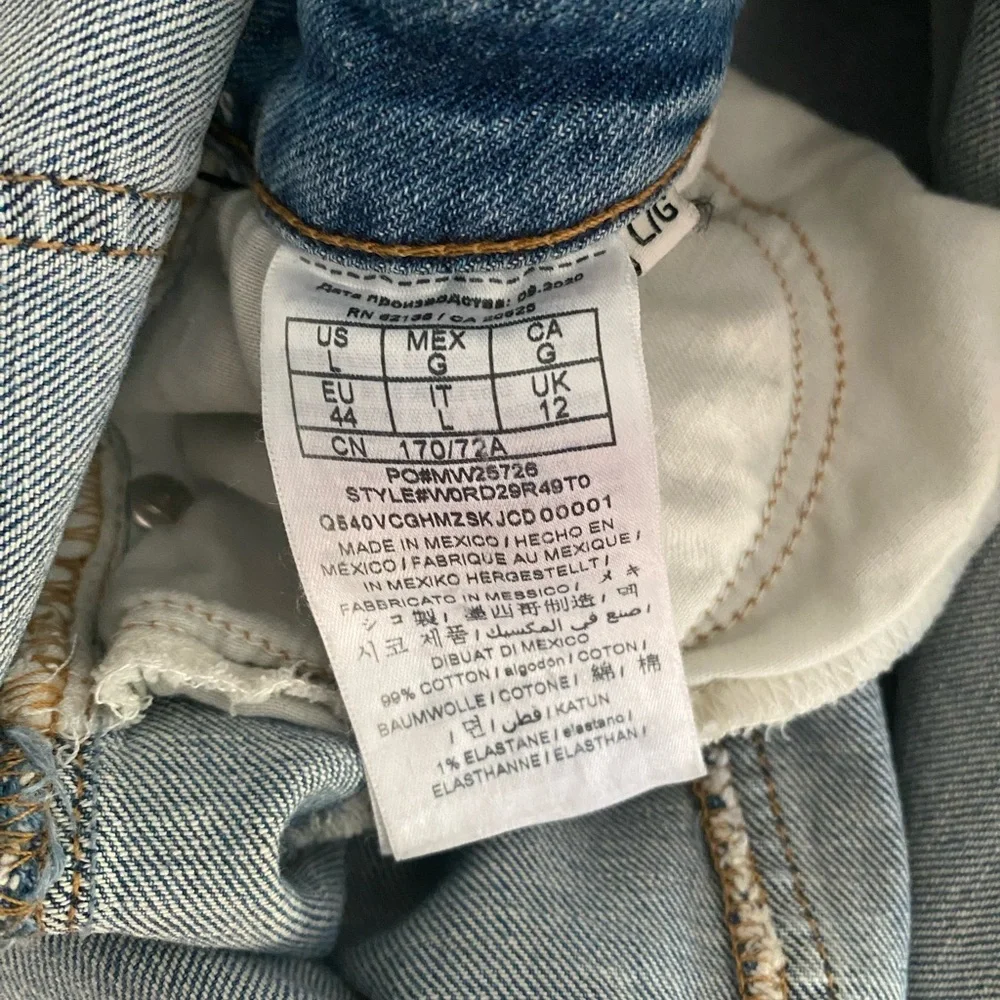 L/G
Дата производства: 09.2020
RN 62136 / CA 20625
US MEX CA
L G G
EU IT UK
44 L 12
CN 170/72A
PO#MW25726
STYLE#W0RD29R49T0
Q540VCGHMZSK JCD 00001
MADE IN MEXICO / HECHO EN
MÉXICO / FABRIQUE AU MEXIQUE /
IN MEXIKO HERGESTELLT /
FABBRICATO IN MESSICO / メキ
シコ製 / 墨西哥制造 / 멕
시코 제품 / صنع في المكسيك /
DIBUAT DI MEXICO
99% COTTON / algodón / COTON /
BAUMWOLLE / COTONE / 綿 / 棉
/ 면 / قطن / KATUN
1% ELASTANE / elastano /
ELASTHANNE / ELASTHAN /